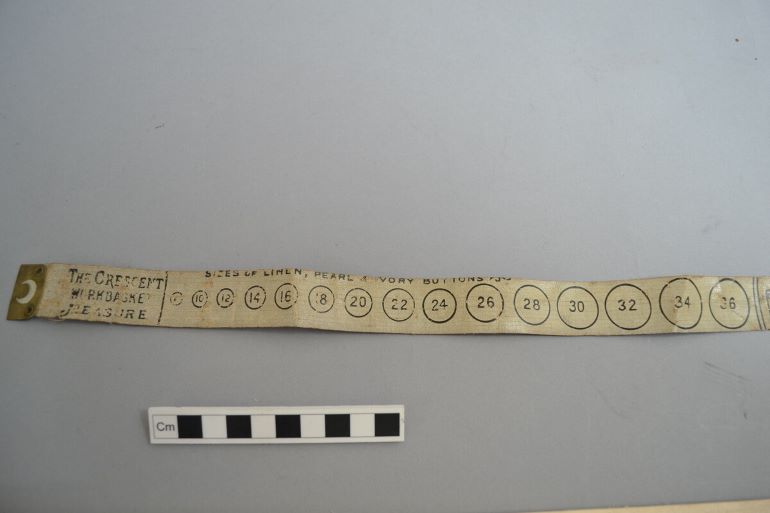 THE CRESCENT
WORKBASKET
MEASURE
SIZES OF LINEN, PEARL & IVORY BUTTONS
10 12 14 16 18 20 22 24 26 28 30 32 34 36
Cm